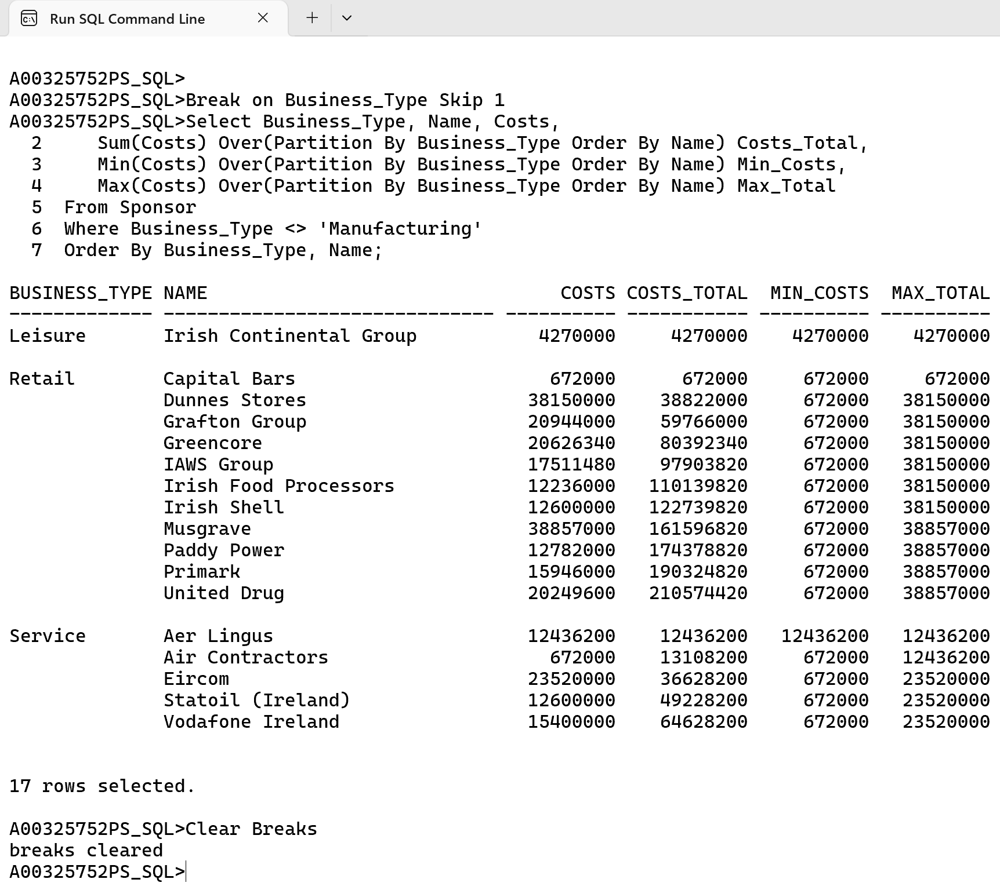 Run SQL Command Line
A00325752PS_SQL>
A00325752PS_SQL>Break on Business_Type Skip 1
A00325752PS_SQL>Select Business_Type, Name, Costs,
  2     Sum(Costs) Over(Partition By Business_Type Order By Name) Costs_Total,
  3     Min(Costs) Over(Partition By Business_Type Order By Name) Min_Costs,
  4     Max(Costs) Over(Partition By Business_Type Order By Name) Max_Total
  5  From Sponsor
  6  Where Business_Type <> 'Manufacturing'
  7  Order By Business_Type, Name;
BUSINESS_TYPE NAME                                COSTS COSTS_TOTAL  MIN_COSTS  MAX_TOTAL
------------- ------------------------------ ---------- ----------- ---------- ----------
Leisure       Irish Continental Group           4270000     4270000    4270000    4270000
Retail        Capital Bars                       672000      672000     672000     672000
              Dunnes Stores                    38150000    38822000     672000   38150000
              Grafton Group                    20944000    59766000     672000   38150000
              Greencore                        20626340    80392340     672000   38150000
              IAWS Group                       17511480    97903820     672000   38150000
              Irish Food Processors            12236000   110139820     672000   38150000
              Irish Shell                      12600000   122739820     672000   38150000
              Musgrave                         38857000   161596820     672000   38857000
              Paddy Power                      12782000   174378820     672000   38857000
              Primark                          15946000   190324820     672000   38857000
              United Drug                      20249600   210574420     672000   38857000
Service       Aer Lingus                       12436200    12436200   12436200   12436200
              Air Contractors                    672000    13108200     672000   12436200
              Eircom                           23520000    36628200     672000   23520000
              Statoil (Ireland)                12600000    49228200     672000   23520000
              Vodafone Ireland                 15400000    64628200     672000   23520000
17 rows selected.
A00325752PS_SQL>Clear Breaks
breaks cleared
A00325752PS_SQL>